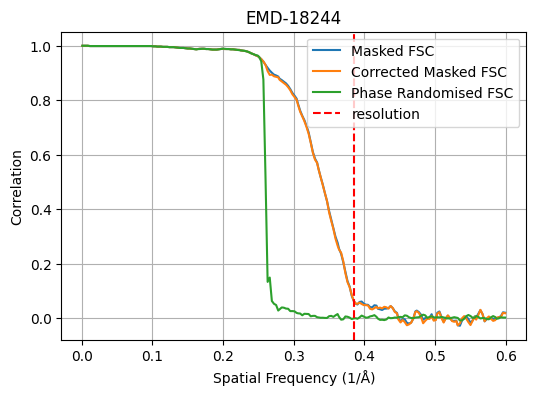 EMD-18244
1.0
0.8
0.6
0.4
0.2
0.0
Correlation
Masked FSC
Corrected Masked FSC
Phase Randomised FSC
resolution
0.0 0.1 0.2 0.3 0.4 0.5 0.6
Spatial Frequency (1/Å)